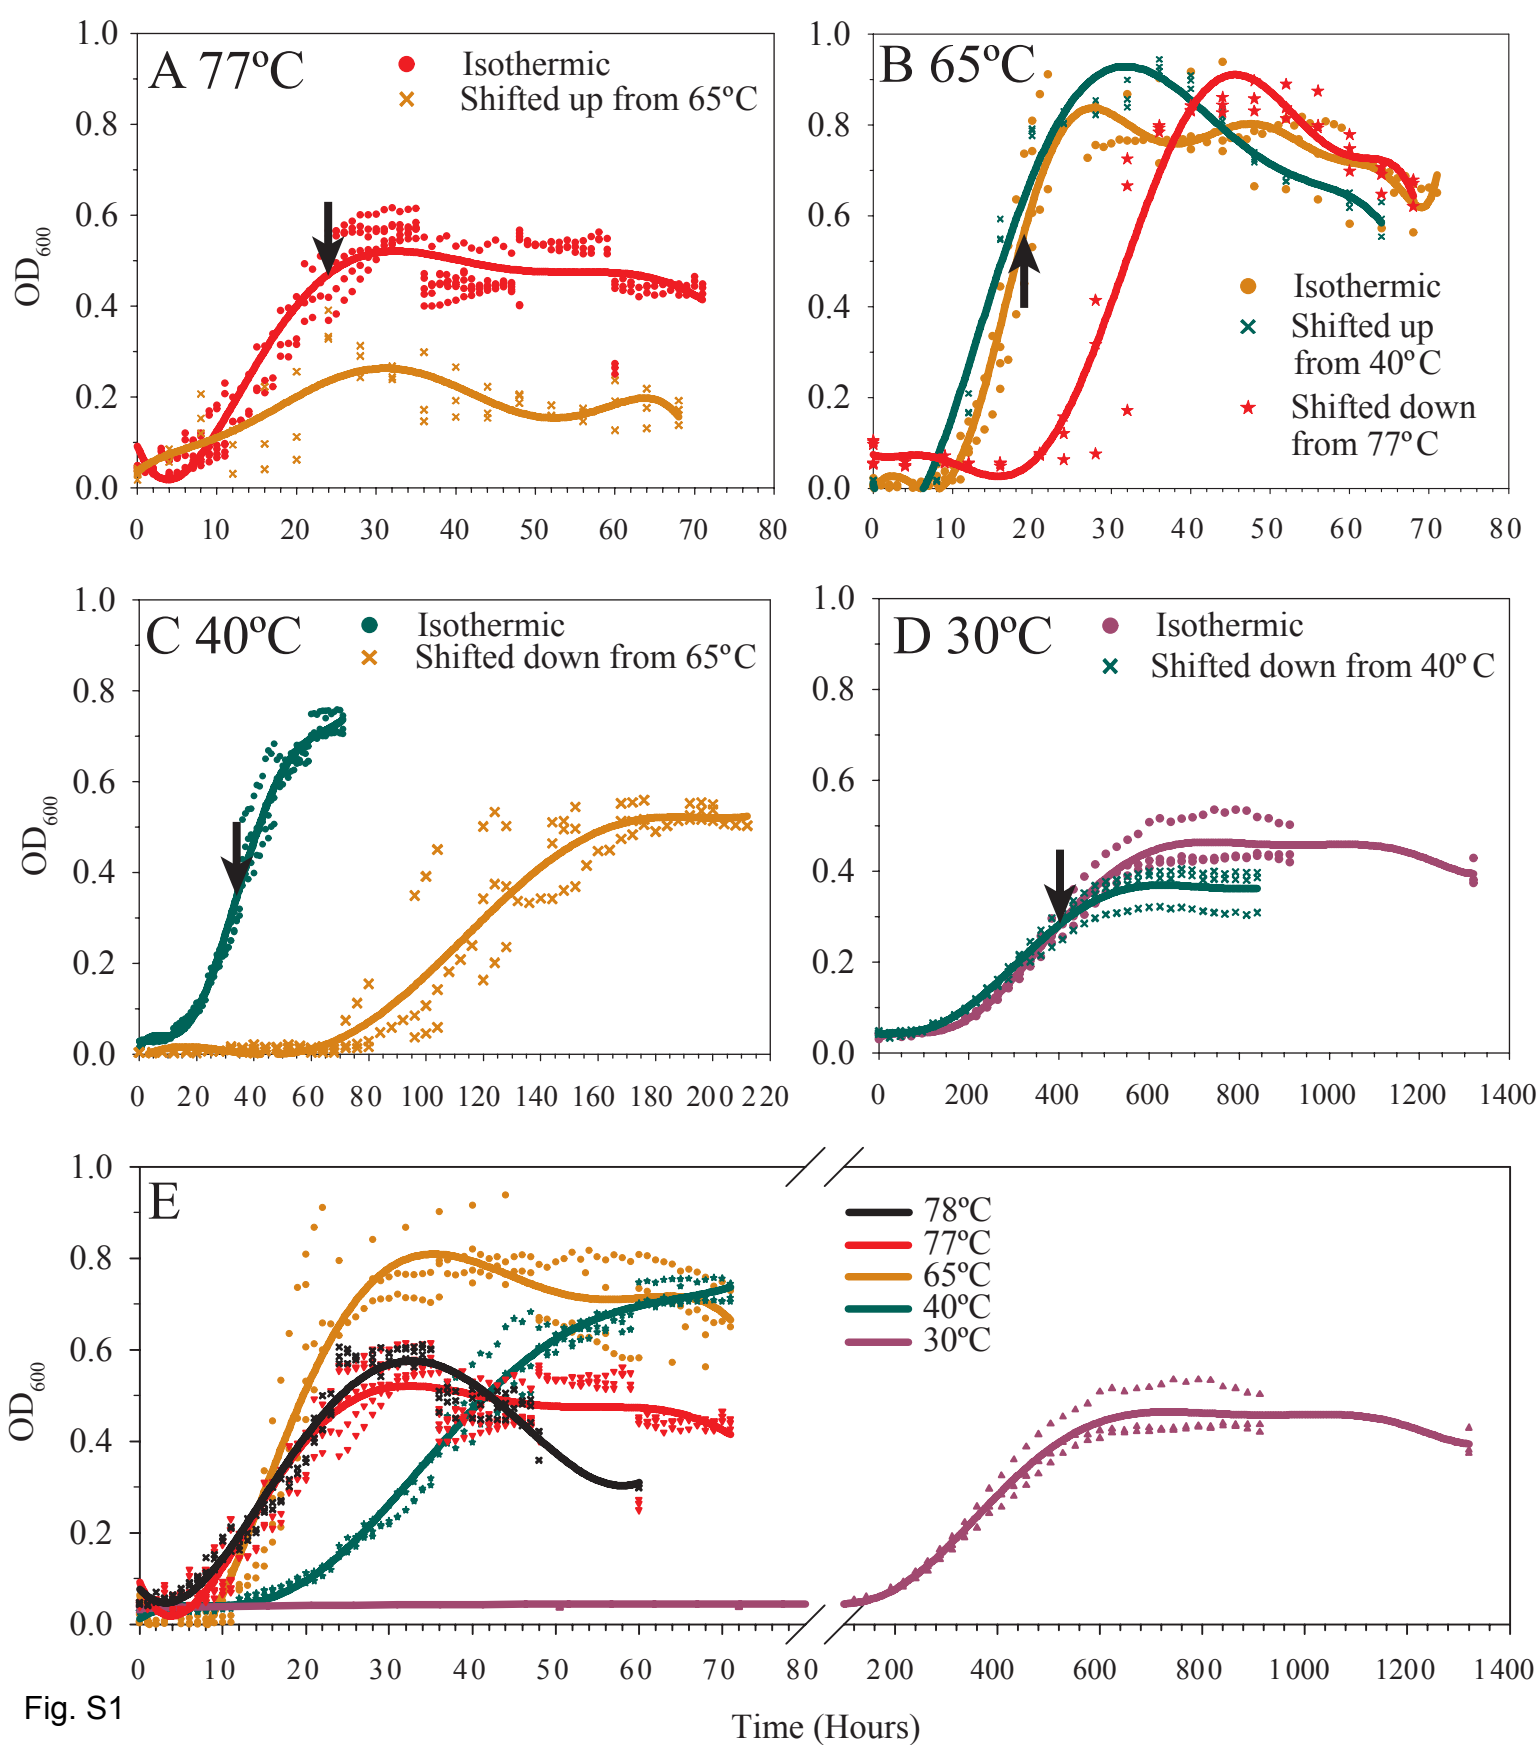 A 77ºC
Isothermic
Shifted up from 65ºC
1.0
0.8
0.6
0.4
0.2
0.0
OD600
0 10 20 30 40 50 60 70 80
B 65ºC
Isothermic
Shifted up
from 40ºC
Shifted down
from 77ºC
1.0
0.8
0.6
0.4
0.2
0.0
0 10 20 30 40 50 60 70 80
C 40ºC
Isothermic
Shifted down from 65ºC
1.0
0.8
0.6
0.4
0.2
0.0
OD600
0 20 40 60 80 100 120 140 160 180 200 220
D 30ºC
Isothermic
Shifted down from 40ºC
1.0
0.8
0.6
0.4
0.2
0.0
0 200 400 600 800 1000 1200 1400
E
78ºC
77ºC
65ºC
40ºC
30ºC
1.0
0.8
0.6
0.4
0.2
0.0
OD600
0 10 20 30 40 50 60 70 80 200 400 600 800 1000 1200 1400
Fig. S1
Time (Hours)